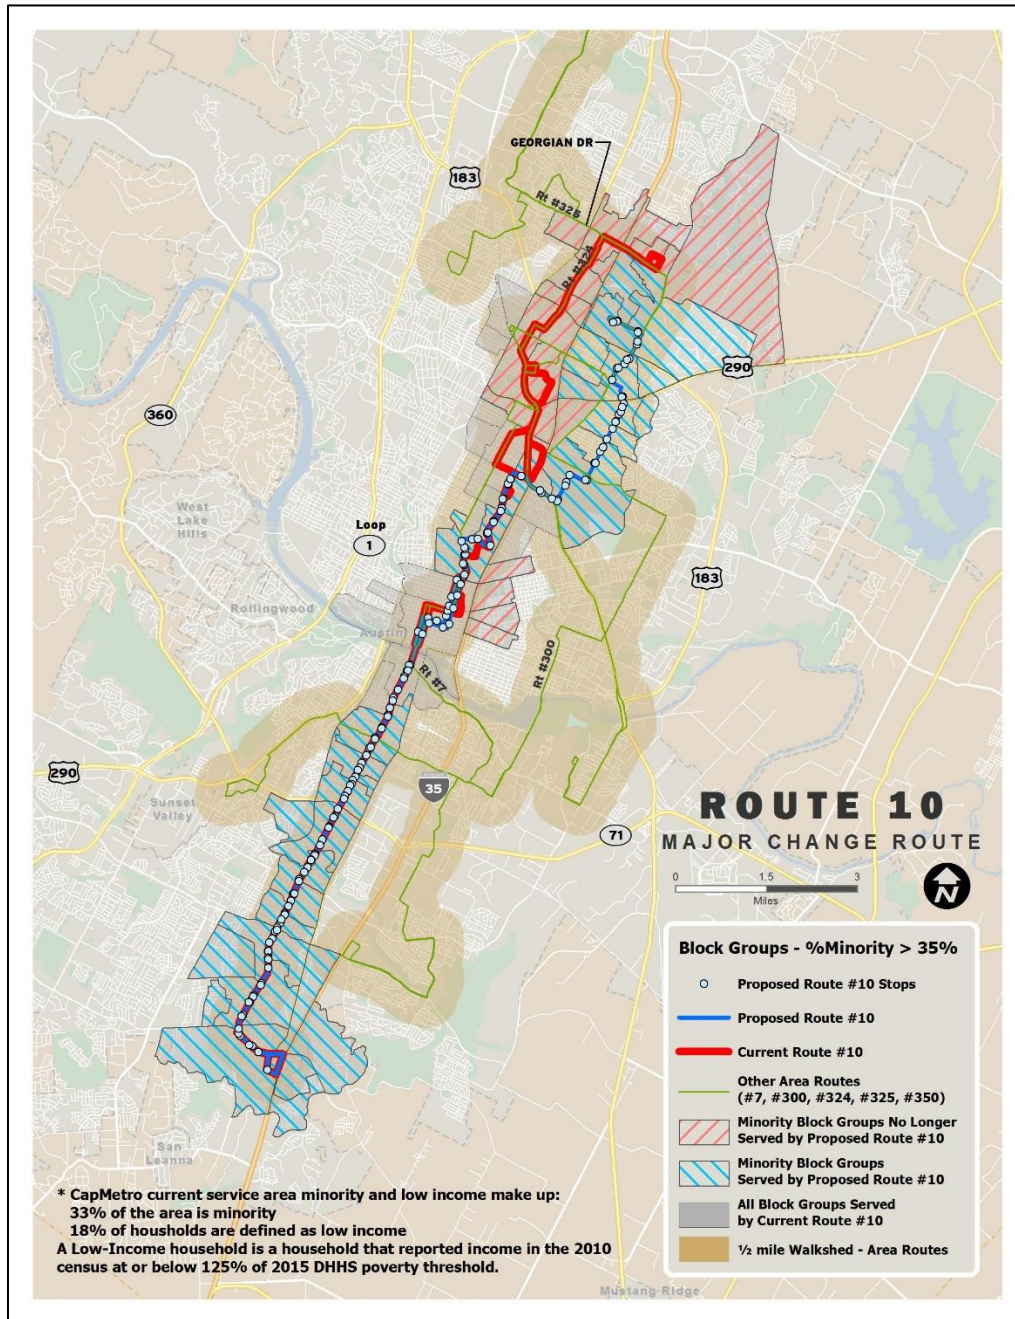 GEORGIAN DR
183
Rt #325
Rt #324
290
360
West
Lake
Hills
Loop
1
183
Rollingwood
Austin
Rt #300
Rt #7
290
35
Sunset
Valley
71
ROUTE 10
MAJOR CHANGE ROUTE
0 1.5 3
Miles
N
Block Groups - %Minority > 35%
Proposed Route #10 Stops
Proposed Route #10
Current Route #10
Other Area Routes
(#7, #300, #324, #325, #350)
Minority Block Groups No Longer
Served by Proposed Route #10
Minority Block Groups
Served by Proposed Route #10
All Block Groups Served
by Current Route #10
½ mile Walkshed - Area Routes
San
Leanna
* CapMetro current service area minority and low income make up:
33% of the area is minority
18% of housholds are defined as low income
A Low-Income household is a household that reported income in the 2010
census at or below 125% of 2015 DHHS poverty threshold.
Mustang Ridge